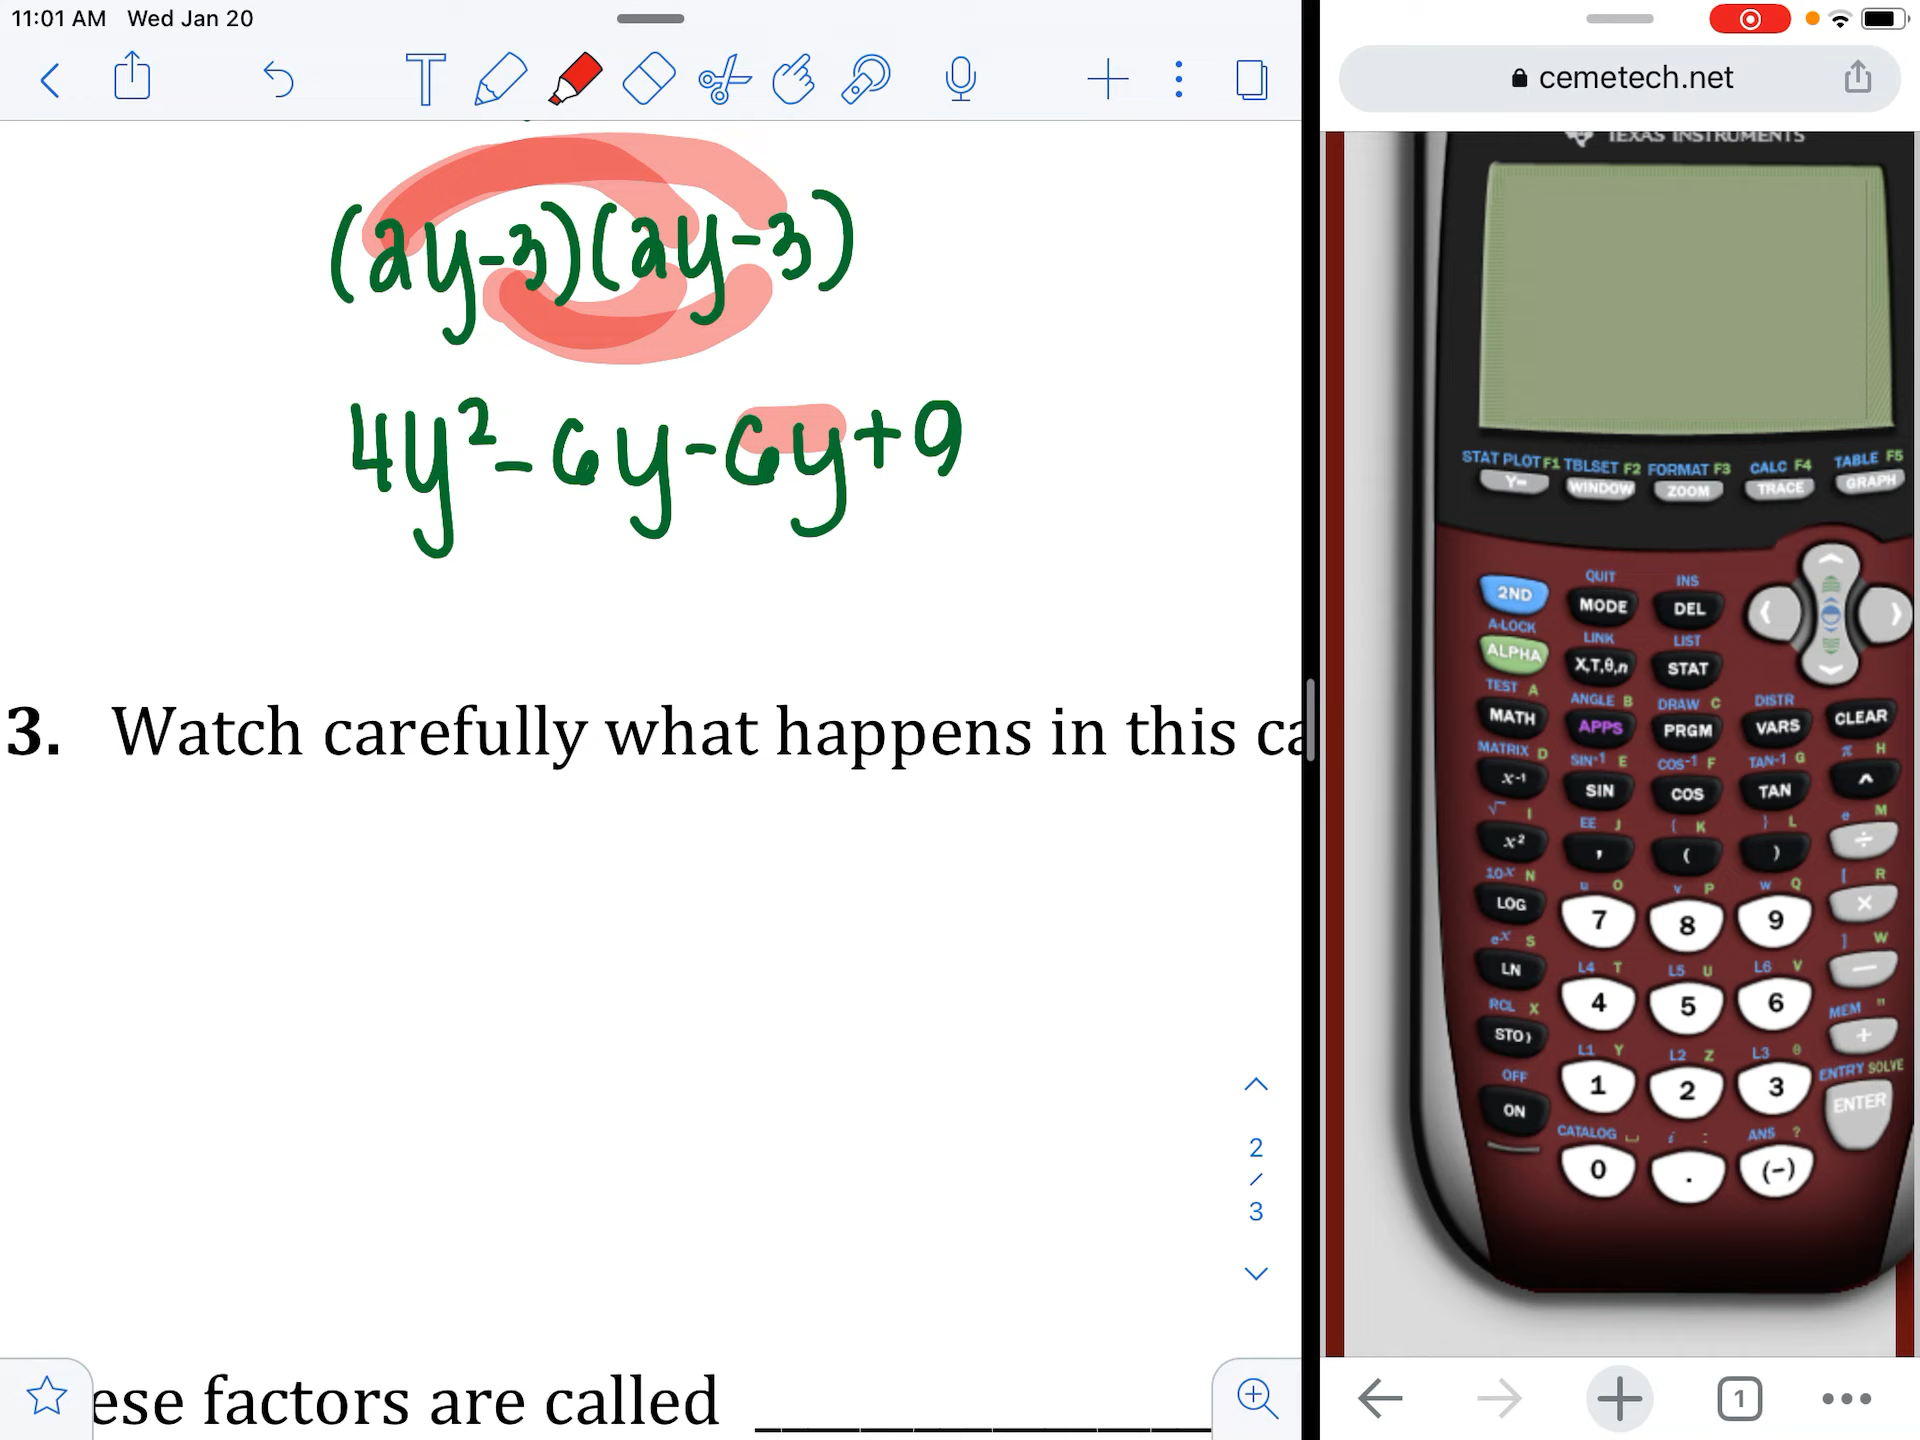 11:01 AM Wed Jan 20
T
cemetech.net
TEXAS INSTRUMENTS
(2y-3)(2y-3)
4y²-6y-6y+9
3. Watch carefully what happens in this ca
2
/
3
ese factors are called ____________
STAT PLOT F1 TBLSET F2 FORMAT F3 CALC F4 TABLE F5
Y= WINDOW ZOOM TRACE GRAPH
QUIT INS
2ND MODE DEL
A-LOCK LINK LIST
ALPHA X,T,θ,n STAT
TEST A ANGLE B DRAW C DISTR
MATH APPS PRGM VARS CLEAR
MATRIX D SIN⁻¹ E COS⁻¹ F TAN⁻¹ G π H
x⁻¹ SIN COS TAN ^
√ I EE J { K } L e M
x² , ( ) ÷
10ˣ N u O v P w Q [ R
LOG 7 8 9 ×
eˣ S L4 T L5 U L6 V ] W
LN 4 5 6 −
RCL X L1 Y L2 Z L3 θ MEM "
STO⟩ 1 2 3 +
OFF ENTRY SOLVE
ON ENTER
CATALOG ⎵ i : ANS ?
0 . (-)
1